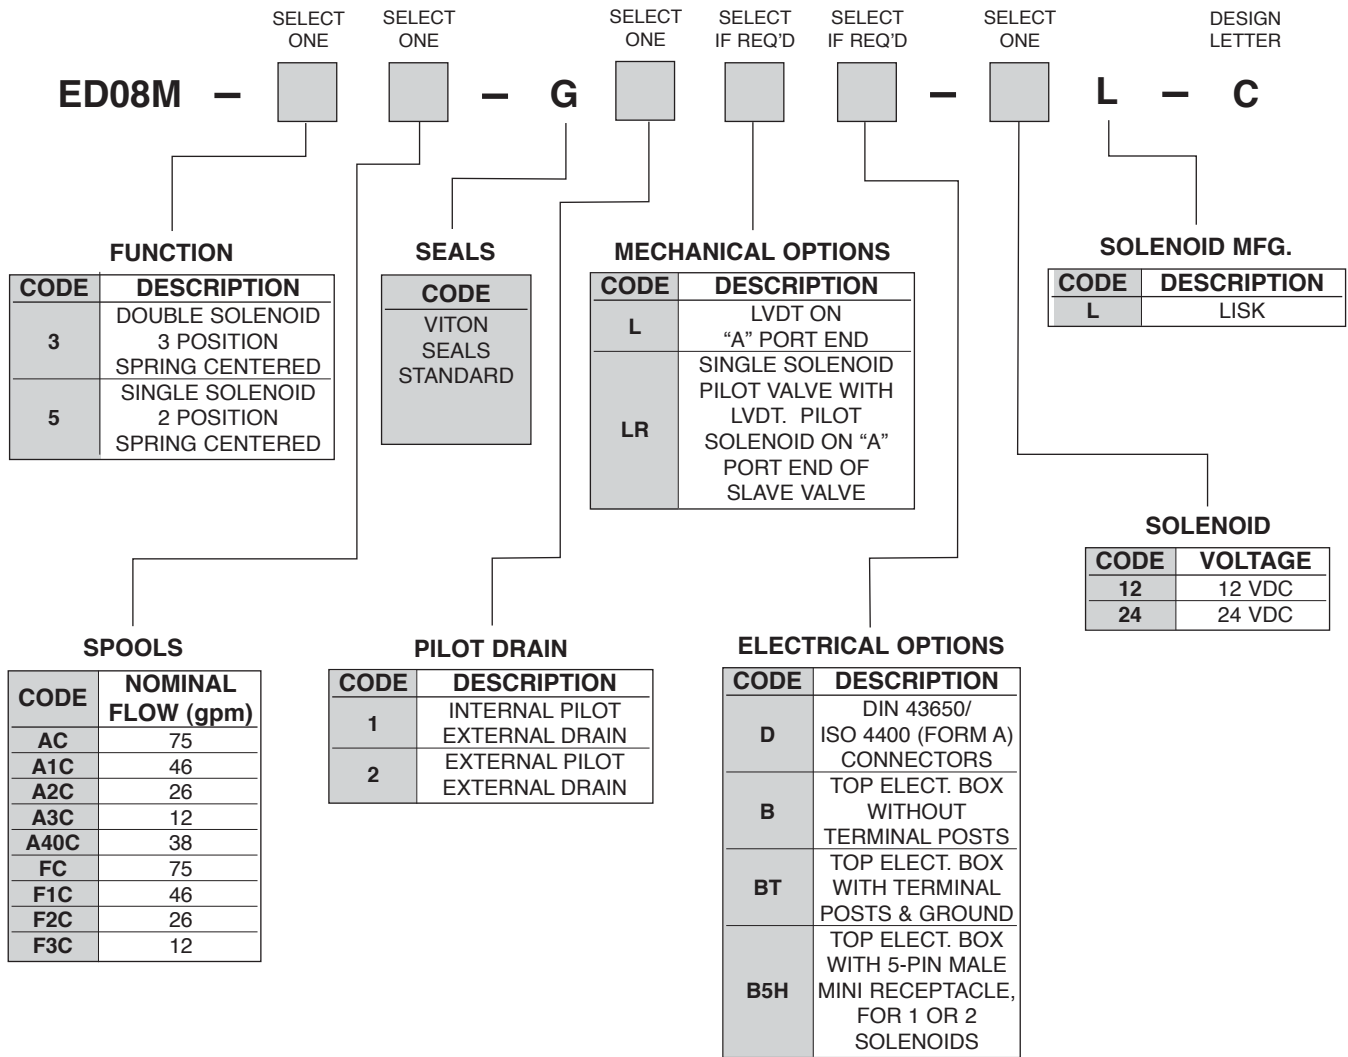 SELECT ONE
SELECT ONE
SELECT ONE
SELECT IF REQ’D
SELECT IF REQ’D
SELECT ONE
DESIGN LETTER
ED08M – – G – L – C
FUNCTION
CODE DESCRIPTION
3
DOUBLE SOLENOID
3 POSITION
SPRING CENTERED
5
SINGLE SOLENOID
2 POSITION
SPRING CENTERED
SEALS
CODE
VITON
SEALS
STANDARD
MECHANICAL OPTIONS
CODE DESCRIPTION
L
LVDT ON
“A” PORT END
LR
SINGLE SOLENOID
PILOT VALVE WITH
LVDT. PILOT
SOLENOID ON “A”
PORT END OF
SLAVE VALVE
SOLENOID MFG.
CODE DESCRIPTION
L LISK
SOLENOID
CODE VOLTAGE
12 12 VDC
24 24 VDC
SPOOLS
CODE NOMINAL FLOW (gpm)
AC 75
A1C 46
A2C 26
A3C 12
A40C 38
FC 75
F1C 46
F2C 26
F3C 12
PILOT DRAIN
CODE DESCRIPTION
1
INTERNAL PILOT
EXTERNAL DRAIN
2
EXTERNAL PILOT
EXTERNAL DRAIN
ELECTRICAL OPTIONS
CODE DESCRIPTION
D
DIN 43650/
ISO 4400 (FORM A)
CONNECTORS
B
TOP ELECT. BOX
WITHOUT
TERMINAL POSTS
BT
TOP ELECT. BOX
WITH TERMINAL
POSTS & GROUND
B5H
TOP ELECT. BOX
WITH 5-PIN MALE
MINI RECEPTACLE,
FOR 1 OR 2
SOLENOIDS